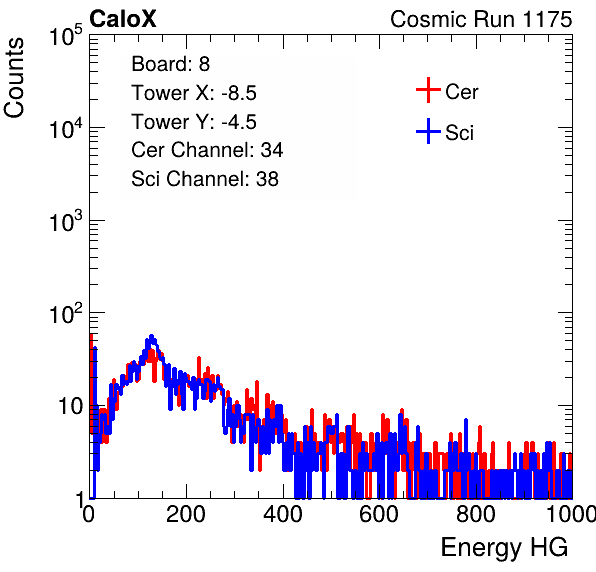 CaloX Cosmic Run 1175
Counts
10^5
10^4
10^3
10^2
10
1
Board: 8
Tower X: -8.5
Tower Y: -4.5
Cer Channel: 34
Sci Channel: 38
Cer
Sci
0 200 400 600 800 1000
Energy HG